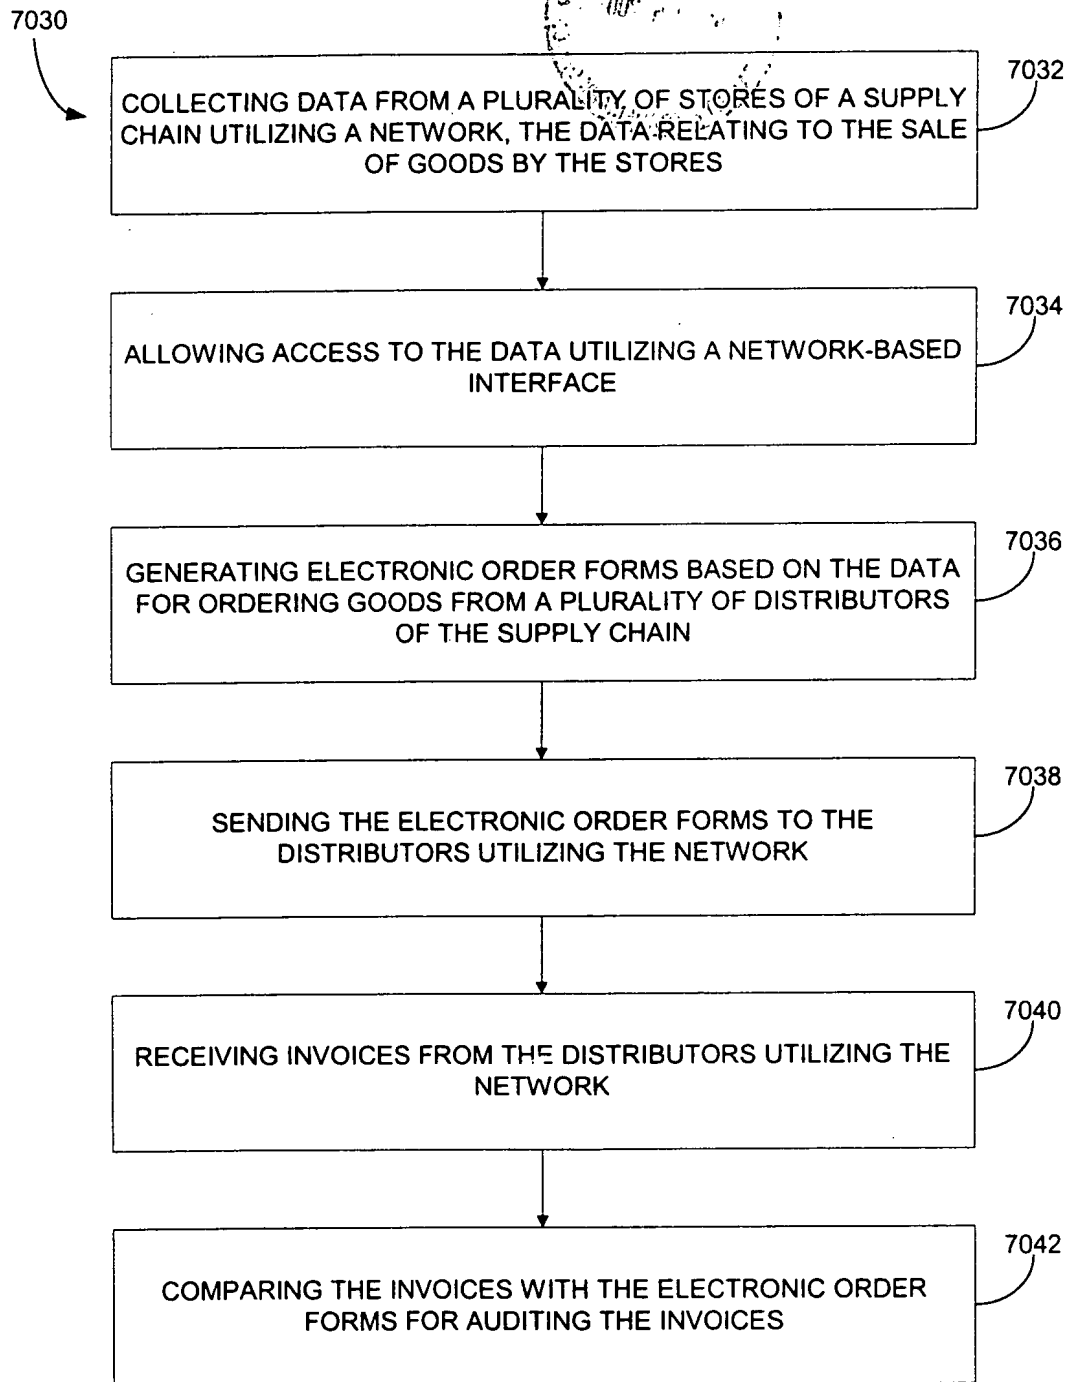 7030
7032
COLLECTING DATA FROM A PLURALITY OF STORES OF A SUPPLY
CHAIN UTILIZING A NETWORK, THE DATA RELATING TO THE SALE
OF GOODS BY THE STORES
7034
ALLOWING ACCESS TO THE DATA UTILIZING A NETWORK-BASED
INTERFACE
7036
GENERATING ELECTRONIC ORDER FORMS BASED ON THE DATA
FOR ORDERING GOODS FROM A PLURALITY OF DISTRIBUTORS
OF THE SUPPLY CHAIN
7038
SENDING THE ELECTRONIC ORDER FORMS TO THE
DISTRIBUTORS UTILIZING THE NETWORK
7040
RECEIVING INVOICES FROM THE DISTRIBUTORS UTILIZING THE
NETWORK
7042
COMPARING THE INVOICES WITH THE ELECTRONIC ORDER
FORMS FOR AUDITING THE INVOICES